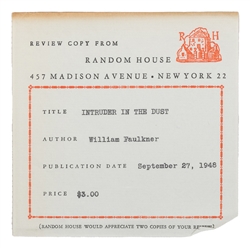 REVIEW COPY FROM
R H
RANDOM HOUSE
457 MADISON AVENUE • NEW YORK 22
TITLE INTRUDER IN THE DUST
AUTHOR William Faulkner
PUBLICATION DATE September 27, 1948
PRICE $3.00
[RANDOM HOUSE WOULD APPRECIATE TWO COPIES OF YOUR REVIEW]